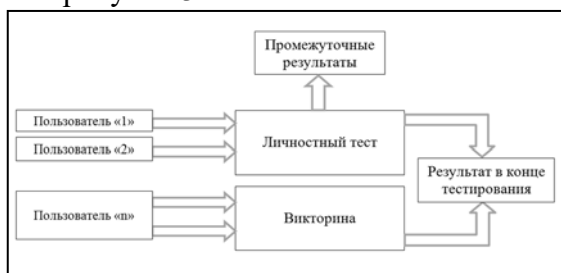 Промежуточные
результаты
Пользователь «1»
Пользователь «2»
Личностный тест
Результат в конце
тестирования
Пользователь «n»
Викторина